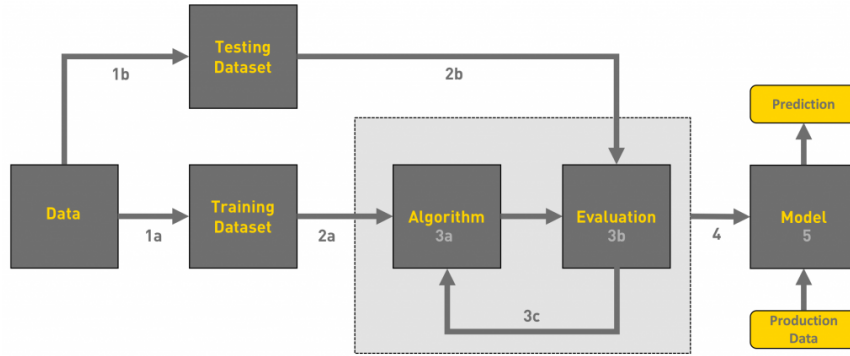 Testing
Dataset
1b
2b
Prediction
Data
1a
Training
Dataset
2a
Algorithm
3a
Evaluation
3b
4
Model
5
3c
Production
Data